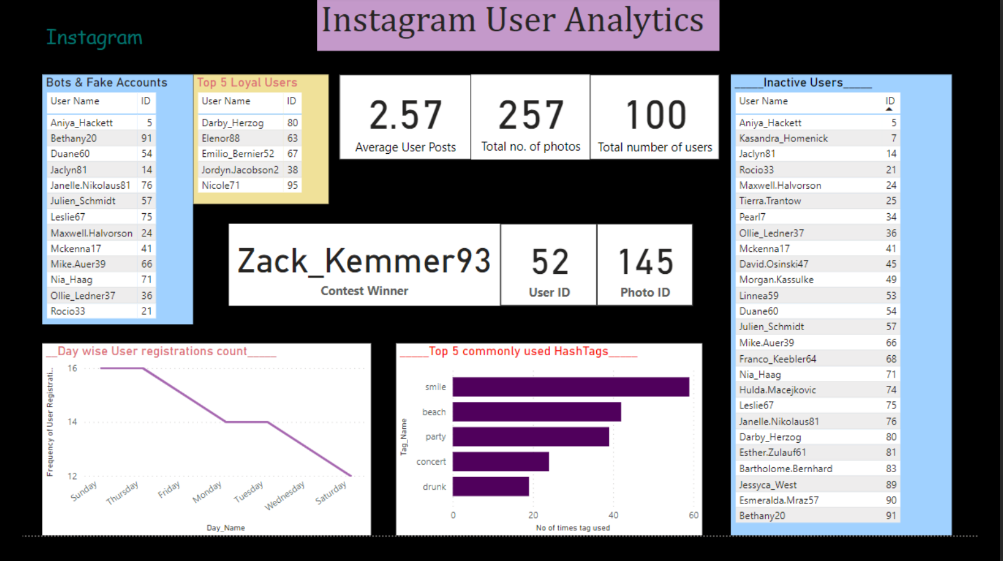 Instagram User Analytics
Instagram
Bots & Fake Accounts
User Name ID
Aniya_Hackett 5
Bethany20 91
Duane60 54
Jaclyn81 14
Janelle.Nikolaus81 76
Julien_Schmidt 57
Leslie67 75
Maxwell.Halvorson 24
Mckenna17 41
Mike.Auer39 66
Nia_Haag 71
Ollie_Ledner37 36
Rocio33 21
Top 5 Loyal Users
User Name ID
Darby_Herzog 80
Elenor88 63
Emilio_Bernier52 67
Jordyn.Jacobson2 38
Nicole71 95
2.57
Average User Posts
257
Total no. of photos
100
Total number of users
Zack_Kemmer93
Contest Winner
52
User ID
145
Photo ID
_____Inactive Users_____
User Name ID
Aniya_Hackett 5
Kasandra_Homenick 7
Jaclyn81 14
Rocio33 21
Maxwell.Halvorson 24
Tierra.Trantow 25
Pearl7 34
Ollie_Ledner37 36
Mckenna17 41
David.Osinski47 45
Morgan.Kassulke 49
Linnea59 53
Duane60 54
Julien_Schmidt 57
Mike.Auer39 66
Franco_Keebler64 68
Nia_Haag 71
Hulda.Macejkovic 74
Leslie67 75
Janelle.Nikolaus81 76
Darby_Herzog 80
Esther.Zulauf61 81
Bartholome.Bernhard 83
Jessyca_West 89
Esmeralda.Mraz57 90
Bethany20 91
__Day wise User registrations count_____
Frequency of User Registrati...
16
14
12
Sunday
Thursday
Friday
Monday
Tuesday
Wednesday
Saturday
Day_Name
_____Top 5 commonly used HashTags_____
Tag_Name
smile
beach
party
concert
drunk
0 20 40 60
No of times tag used